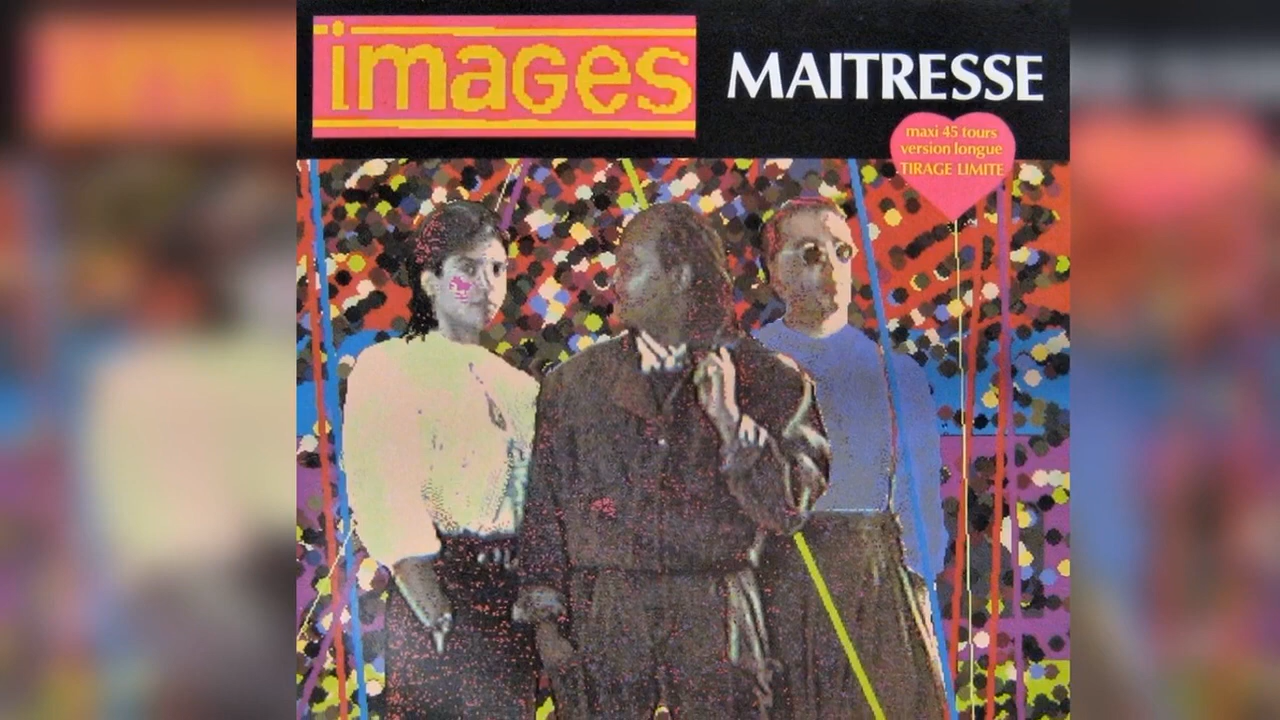 images
MAITRESSE
maxi 45 tours
version longue
TIRAGE LIMITE